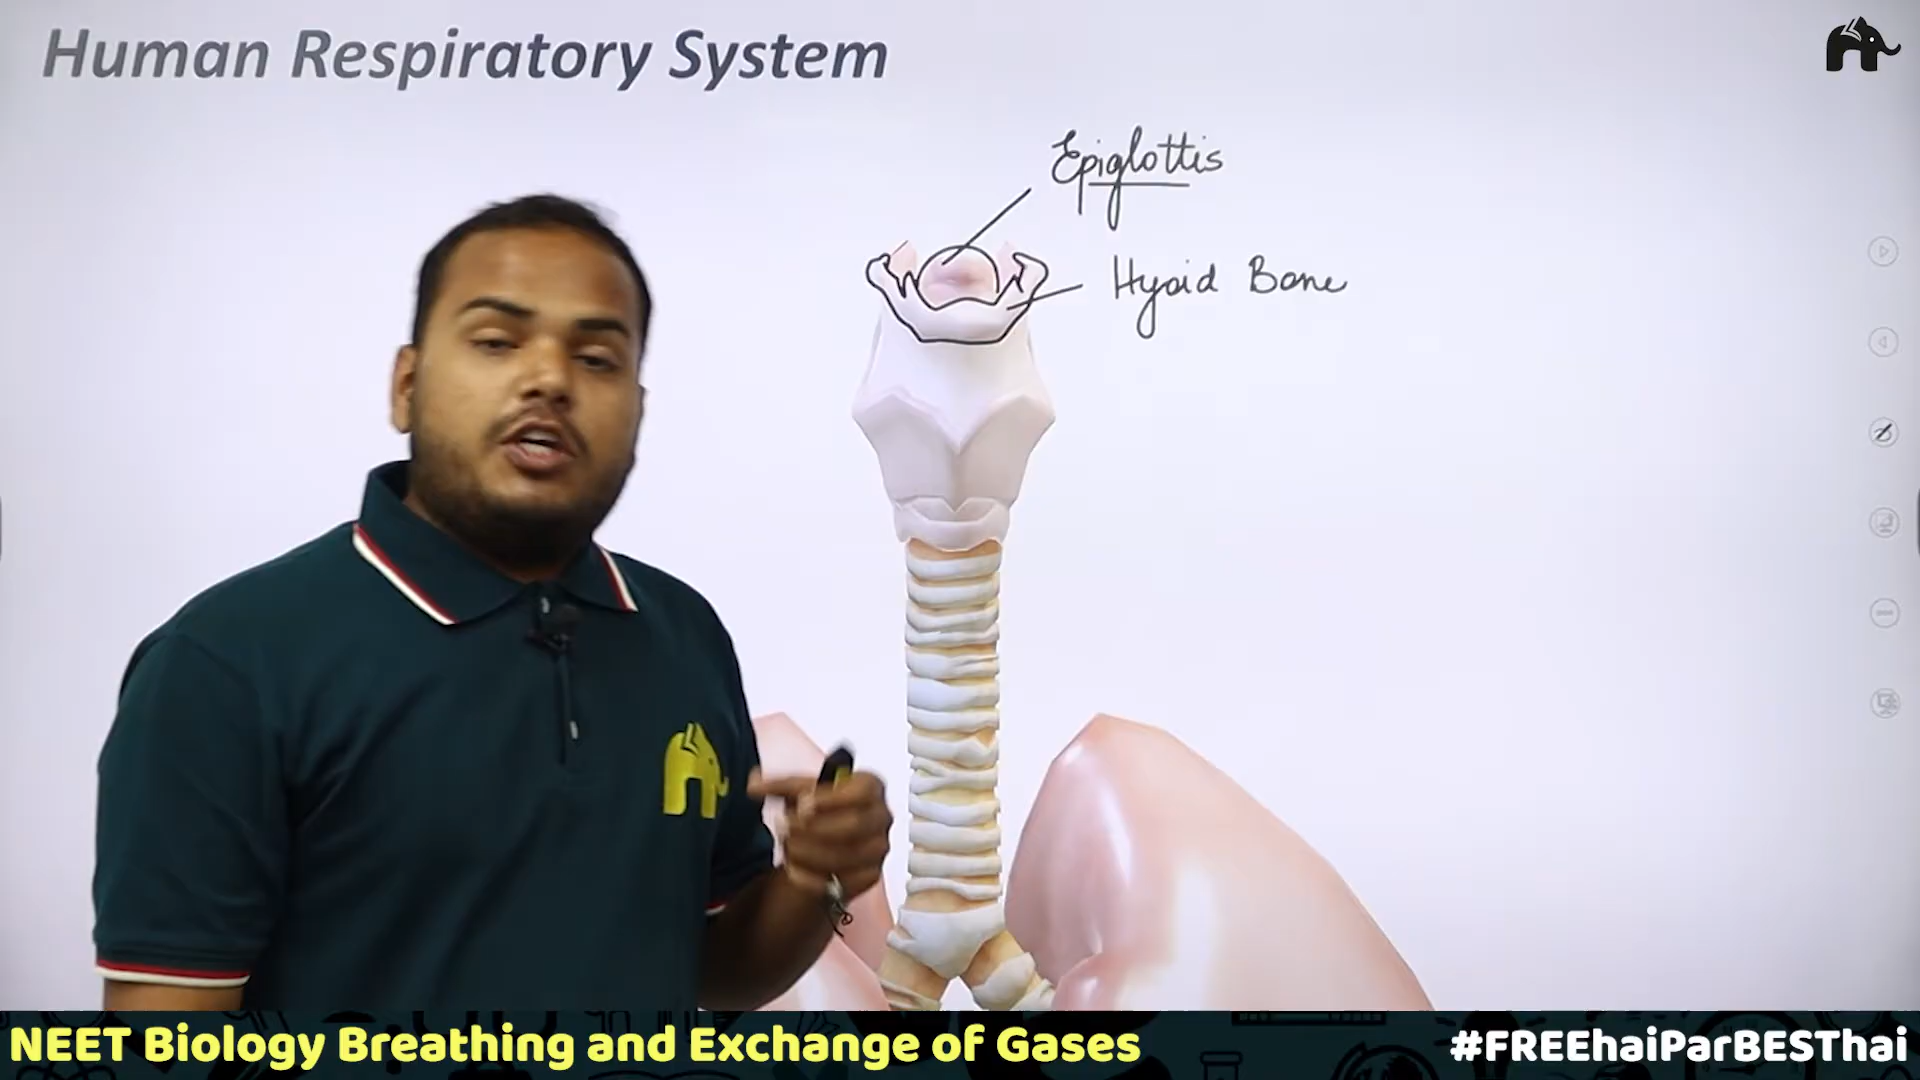 Human Respiratory System
Epiglottis
Hyoid Bone
NEET Biology Breathing and Exchange of Gases
#FREEhaiParBESThai